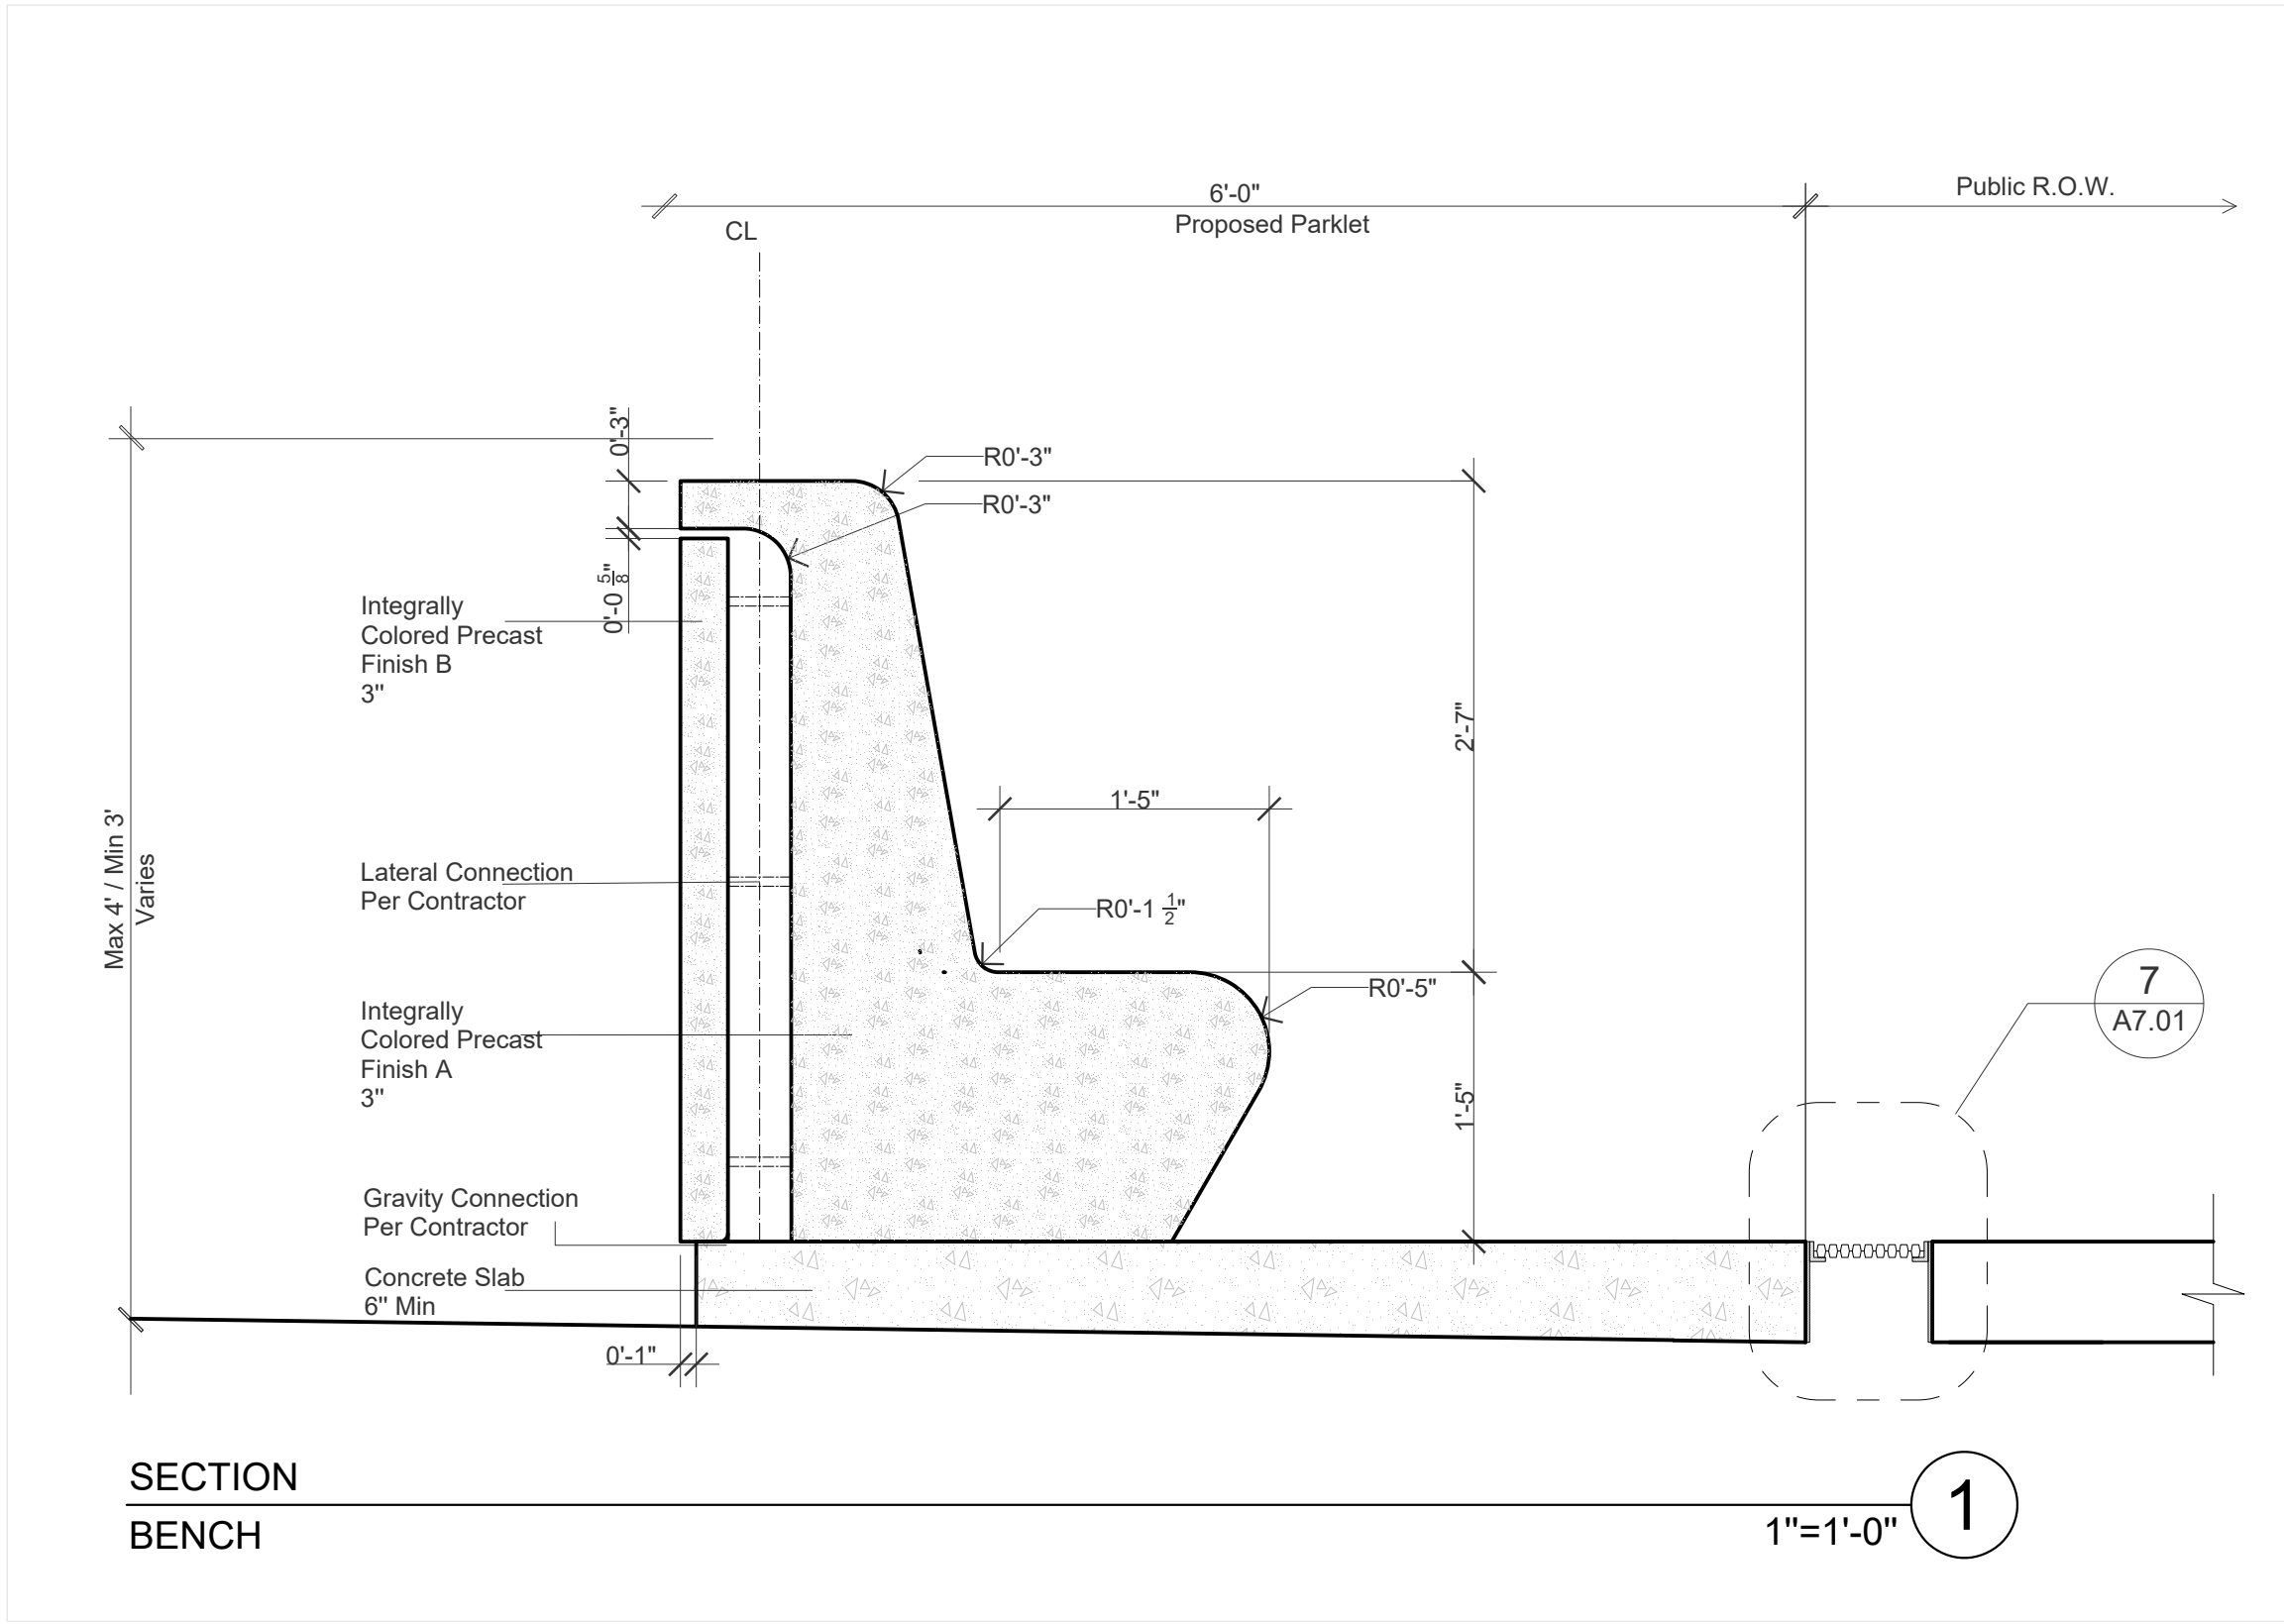 6'-0"
Proposed Parklet
Public R.O.W.
CL
0'-3"
R0'-3"
R0'-3"
0'-0 5/8"
Integrally
Colored Precast
Finish B
3"
2'-7"
1'-5"
Max 4' / Min 3'
Varies
Lateral Connection
Per Contractor
R0'-1 1/2"
R0'-5"
7
A7.01
Integrally
Colored Precast
Finish A
3"
1'-5"
Gravity Connection
Per Contractor
Concrete Slab
6" Min
0'-1"
SECTION
BENCH
1"=1'-0"
1